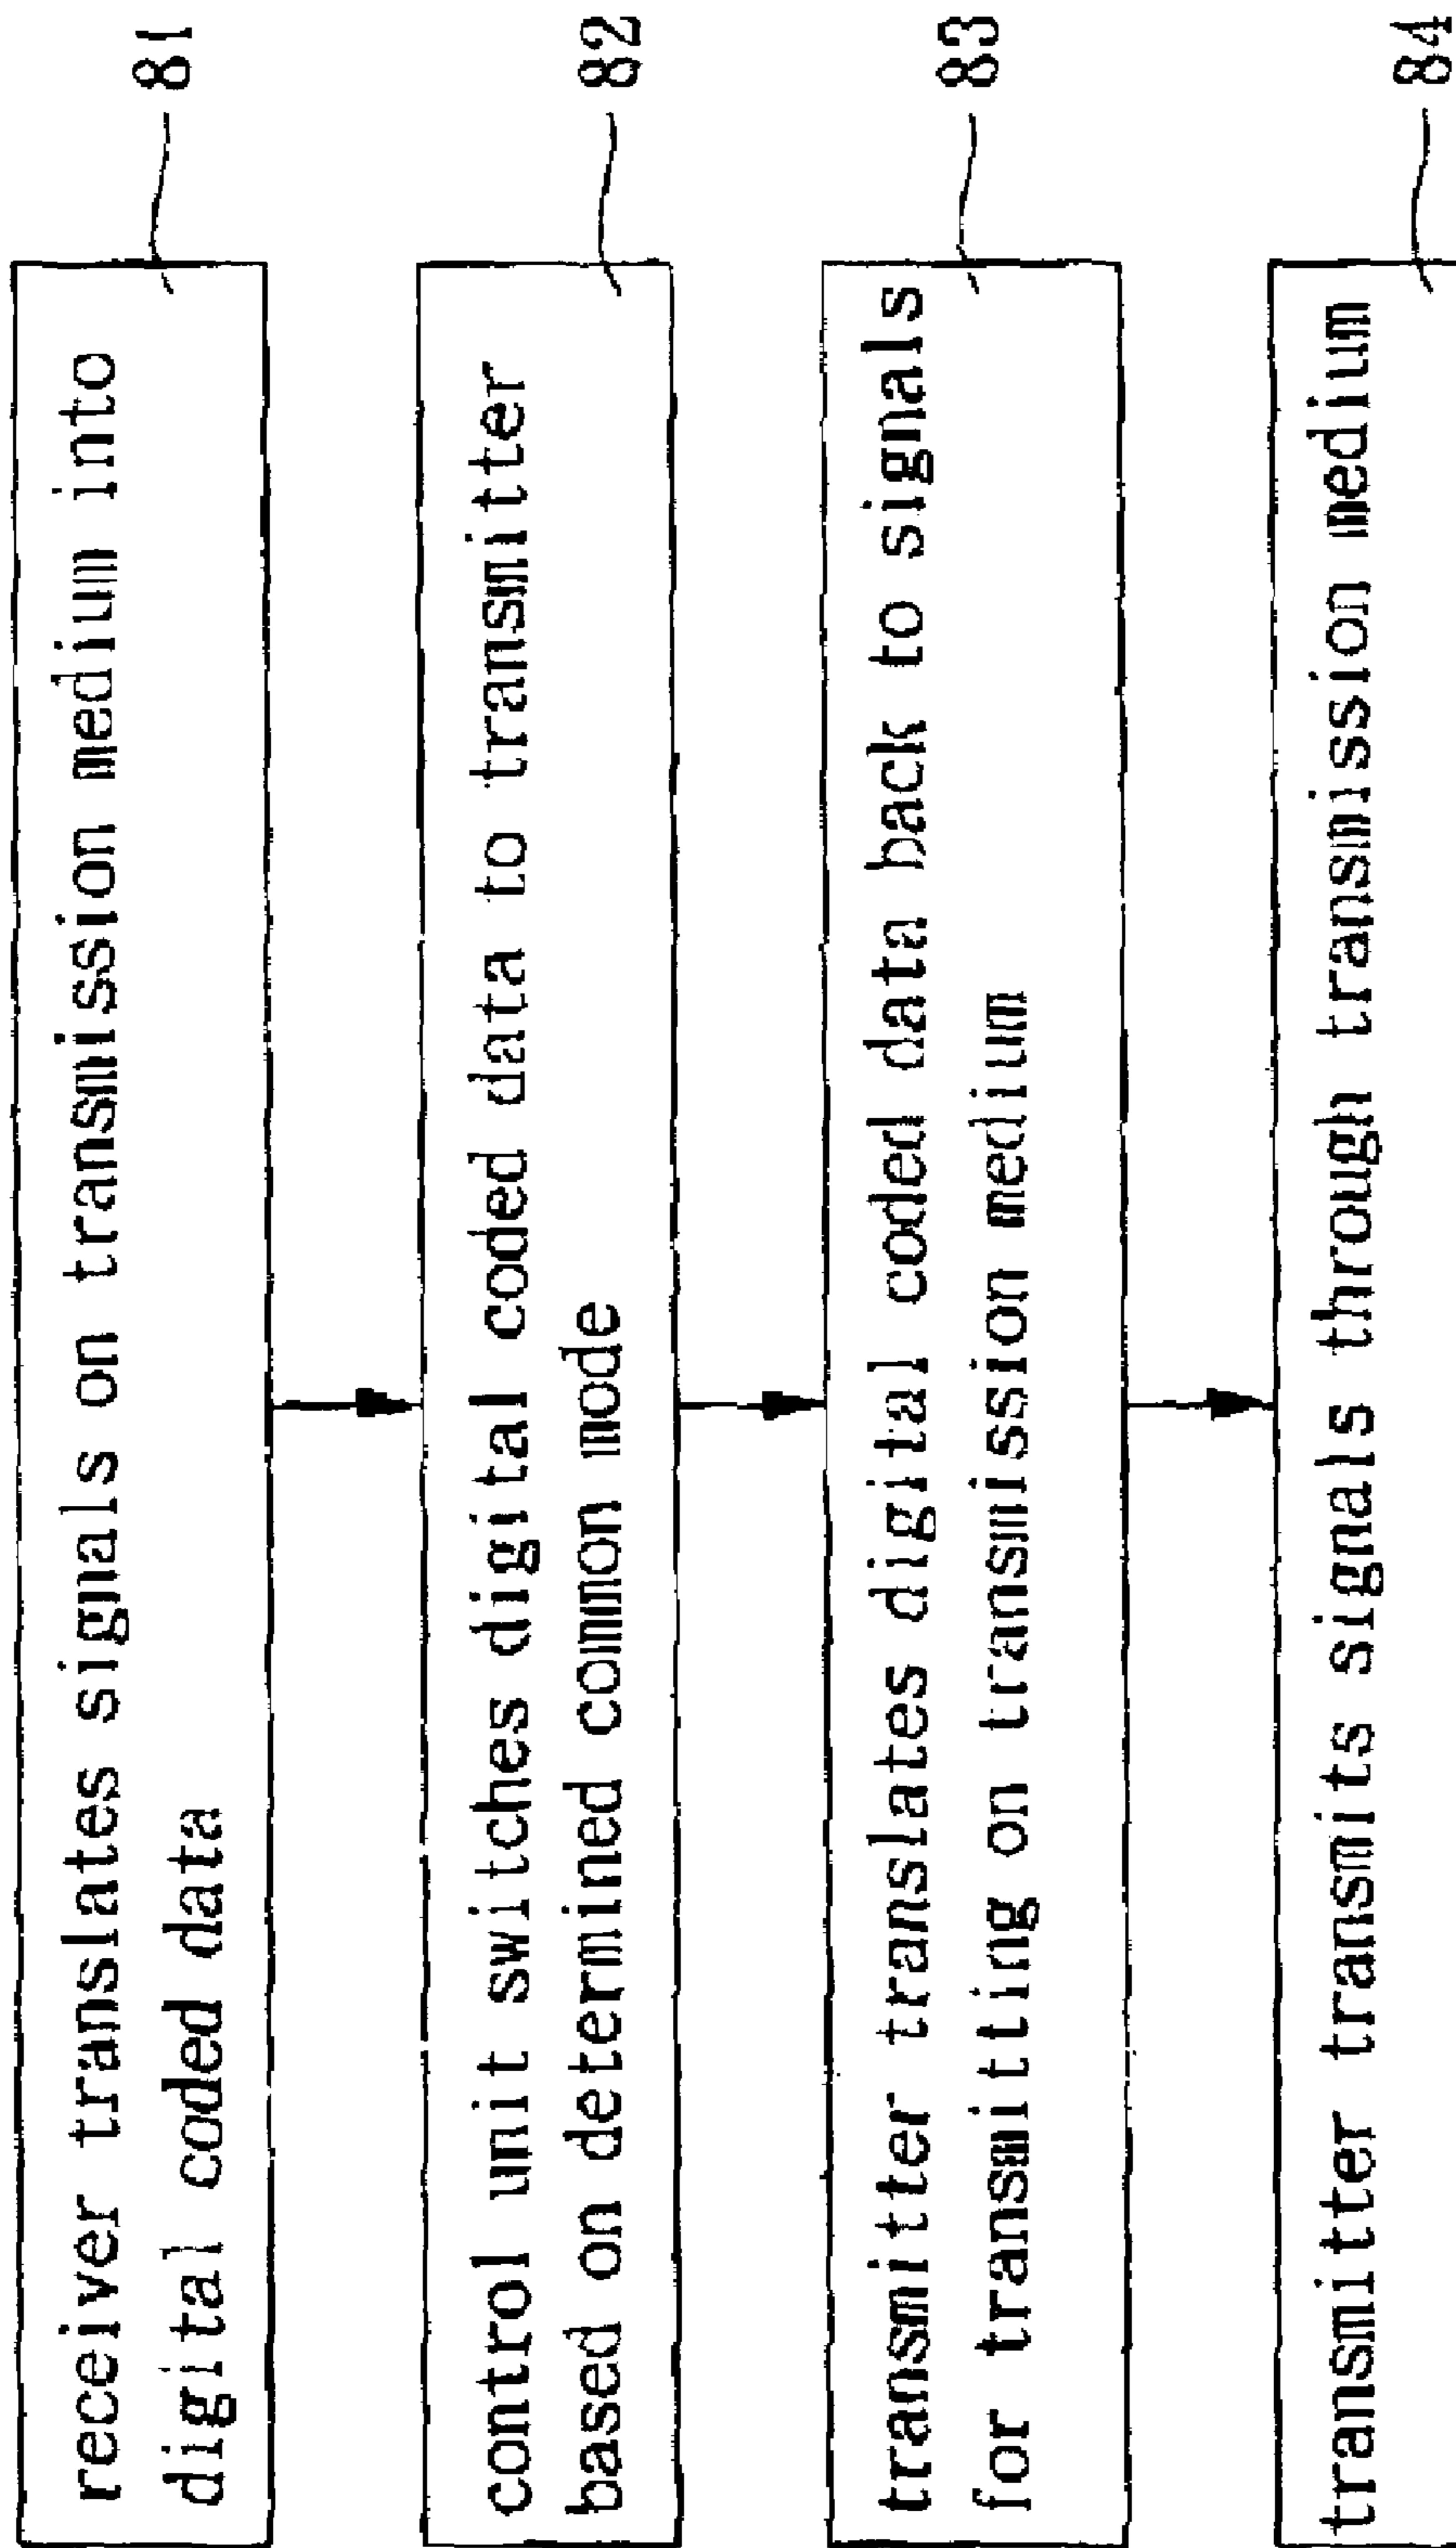 receiver translates signals on transmission medium into
digital coded data
81
control unit switches digital coded data to transmitter
based on determined common mode
82
transmitter translates digital coded data back to signals
for transmitting on transmission medium
83
transmitter transmits signals through transmission medium
84